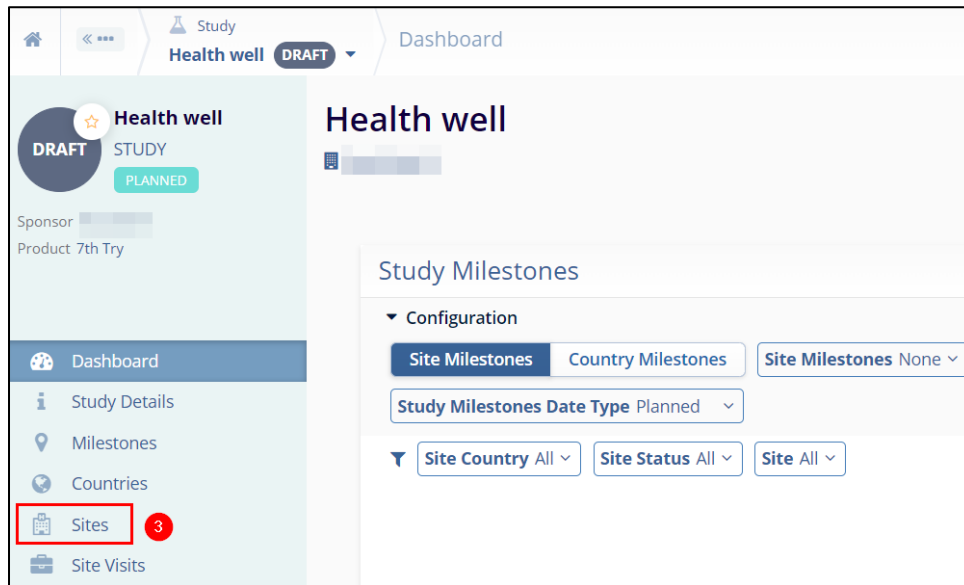 Study
Health well DRAFT
Dashboard
DRAFT
Health well
STUDY
PLANNED
Sponsor
Product 7th Try
Dashboard
Study Details
Milestones
Countries
Sites 3
Site Visits
Health well
Study Milestones
Configuration
Site Milestones Country Milestones Site Milestones None
Study Milestones Date Type Planned
Site Country All Site Status All Site All